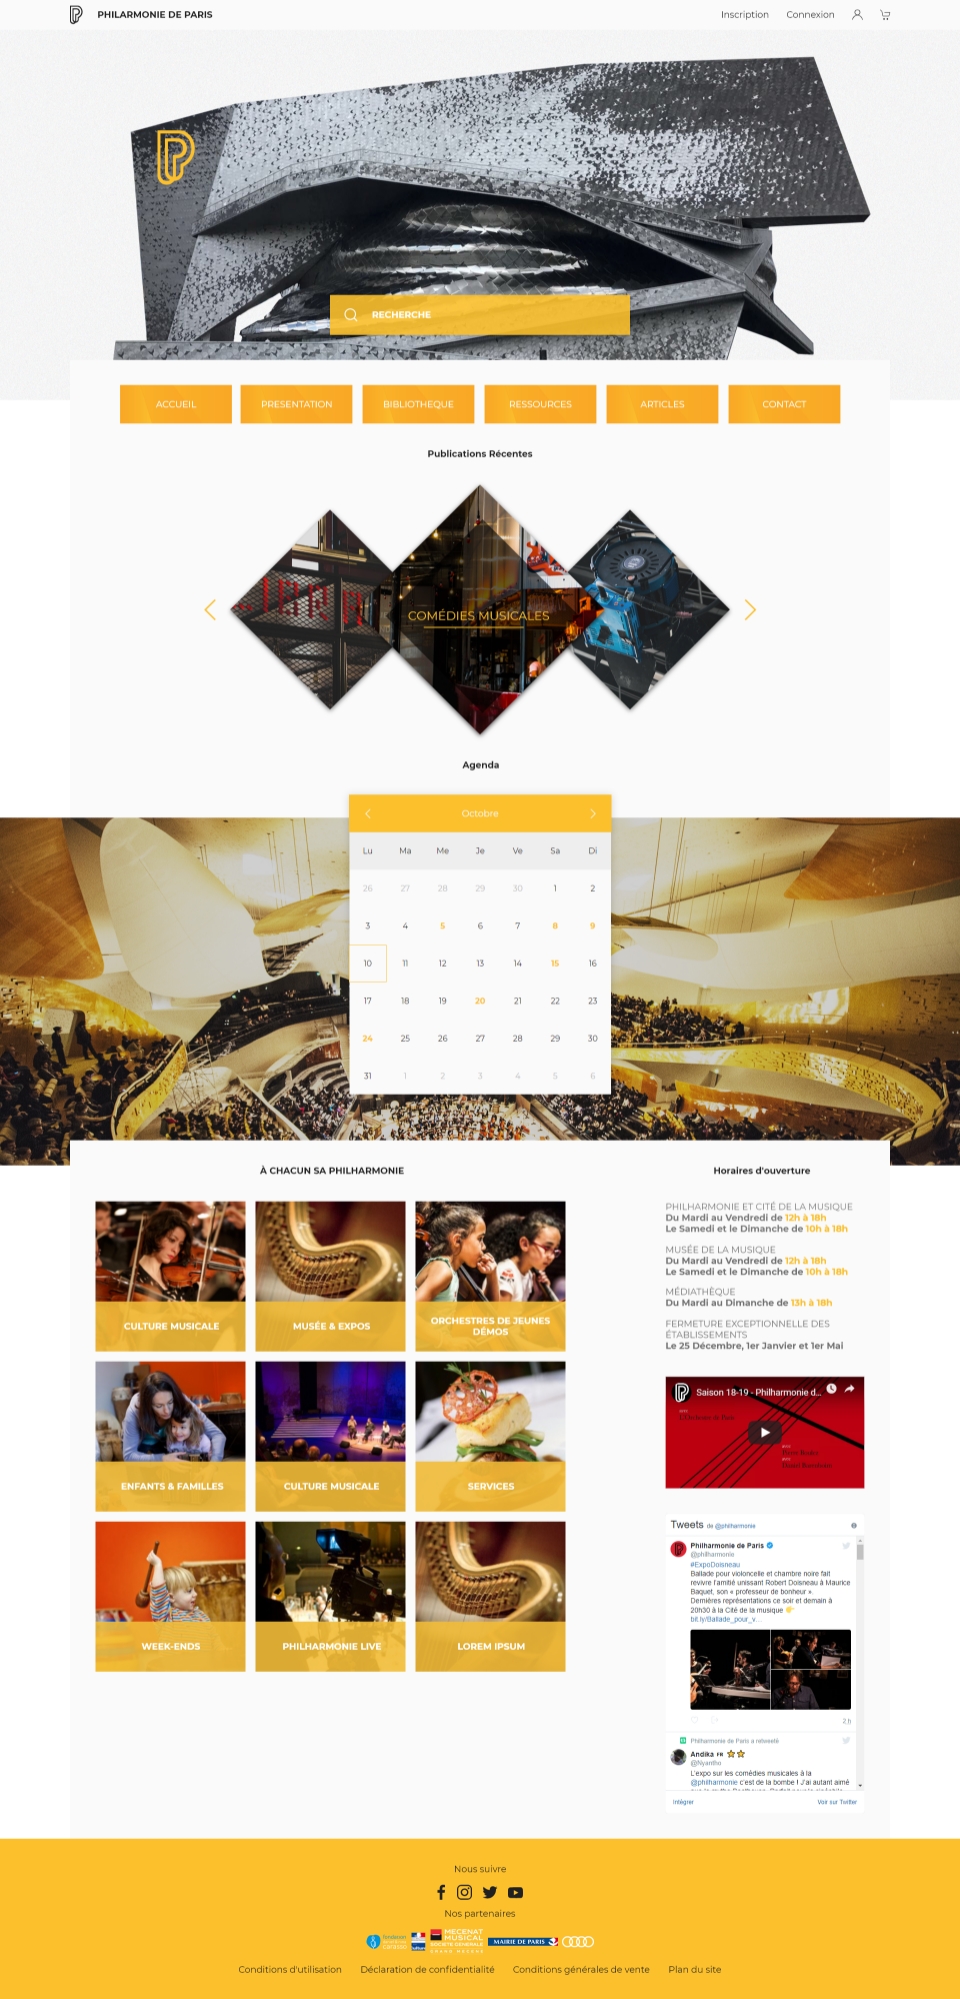 PHILARMONIE DE PARIS
Inscription Connexion
RECHERCHE
ACCUEIL PRESENTATION BIBLIOTHEQUE RESSOURCES ARTICLES CONTACT
Publications Récentes
COMÉDIES MUSICALES
Agenda
Octobre
Lu Ma Me Je Ve Sa Di
26 27 28 29 30 1 2
3 4 5 6 7 8 9
10 11 12 13 14 15 16
17 18 19 20 21 22 23
24 25 26 27 28 29 30
31 1 2 3 4 5 6
À CHACUN SA PHILHARMONIE
CULTURE MUSICALE
MUSÉE & EXPOS
ORCHESTRES DE JEUNES
DÉMOS
ENFANTS & FAMILLES
CULTURE MUSICALE
SERVICES
WEEK-ENDS
PHILHARMONIE LIVE
LOREM IPSUM
Horaires d'ouverture
PHILHARMONIE ET CITÉ DE LA MUSIQUE
Du Mardi au Vendredi de 12h à 18h
Le Samedi et le Dimanche de 10h à 18h
MUSÉE DE LA MUSIQUE
Du Mardi au Vendredi de 12h à 18h
Le Samedi et le Dimanche de 10h à 18h
MÉDIATHÈQUE
Du Mardi au Dimanche de 13h à 18h
FERMETURE EXCEPTIONNELLE DES
ÉTABLISSEMENTS
Le 25 Décembre, 1er Janvier et 1er Mai
Saison 18-19 - Philharmonie d...
L'Orchestre de Paris
Tweets de @philharmonie
Philharmonie de Paris
@philharmonie
#ExpoDoisneau
Ballade pour violoncelle et chambre noire fait
revivre l'amitié unissant Robert Doisneau à Maurice
Baquet, son « professeur de bonheur ».
Dernières représentations ce soir et demain à
20h30 à la Cité de la musique 👉
bit.ly/Ballade_pour_v...
2 h
Philharmonie de Paris a retweeté
Andika FR ⭐⭐
@Nyantho
L'expo sur les comédies musicales à la
@philharmonie c'est de la bombe ! J'ai autant aimé
Intégrer Voir sur Twitter
Nous suivre
Nos partenaires
MECENAT
MUSICAL
SOCIETE GENERALE
MAIRIE DE PARIS
Conditions d'utilisation Déclaration de confidentialité Conditions générales de vente Plan du site